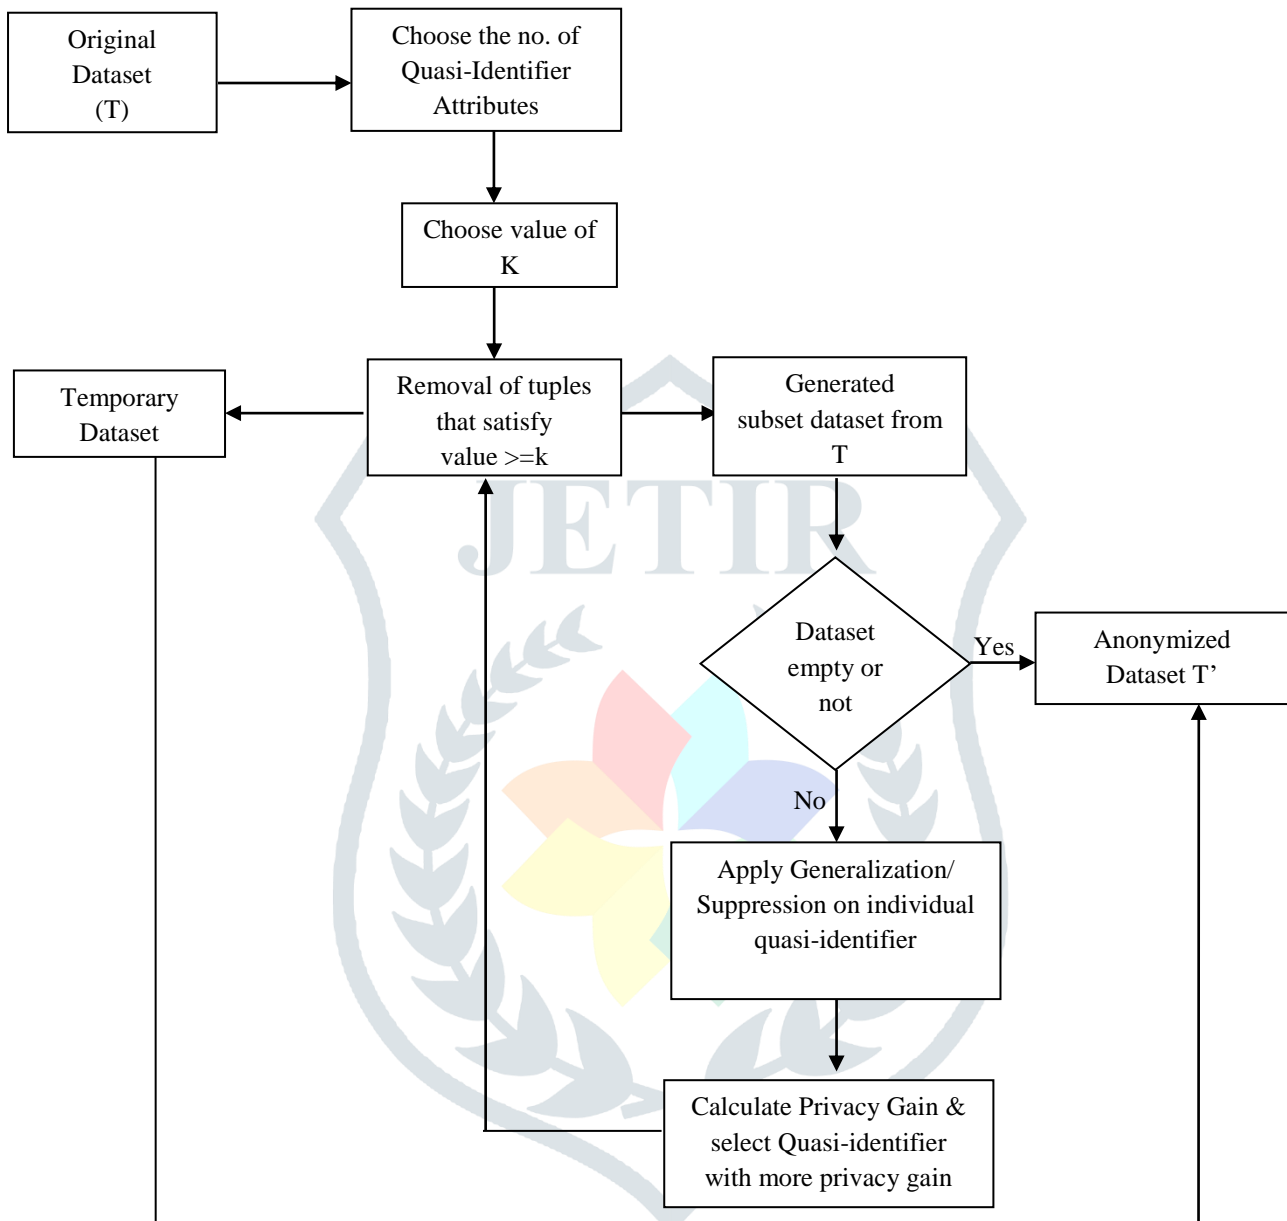 Original
Dataset
(T)
Choose the no. of
Quasi-Identifier
Attributes
Choose value of
K
Temporary
Dataset
Removal of tuples
that satisfy
value >=k
Generated
subset dataset from
T
JETIR
Dataset
empty or
not
Yes
Anonymized
Dataset T’
No
Apply Generalization/
Suppression on individual
quasi-identifier
Calculate Privacy Gain &
select Quasi-identifier
with more privacy gain